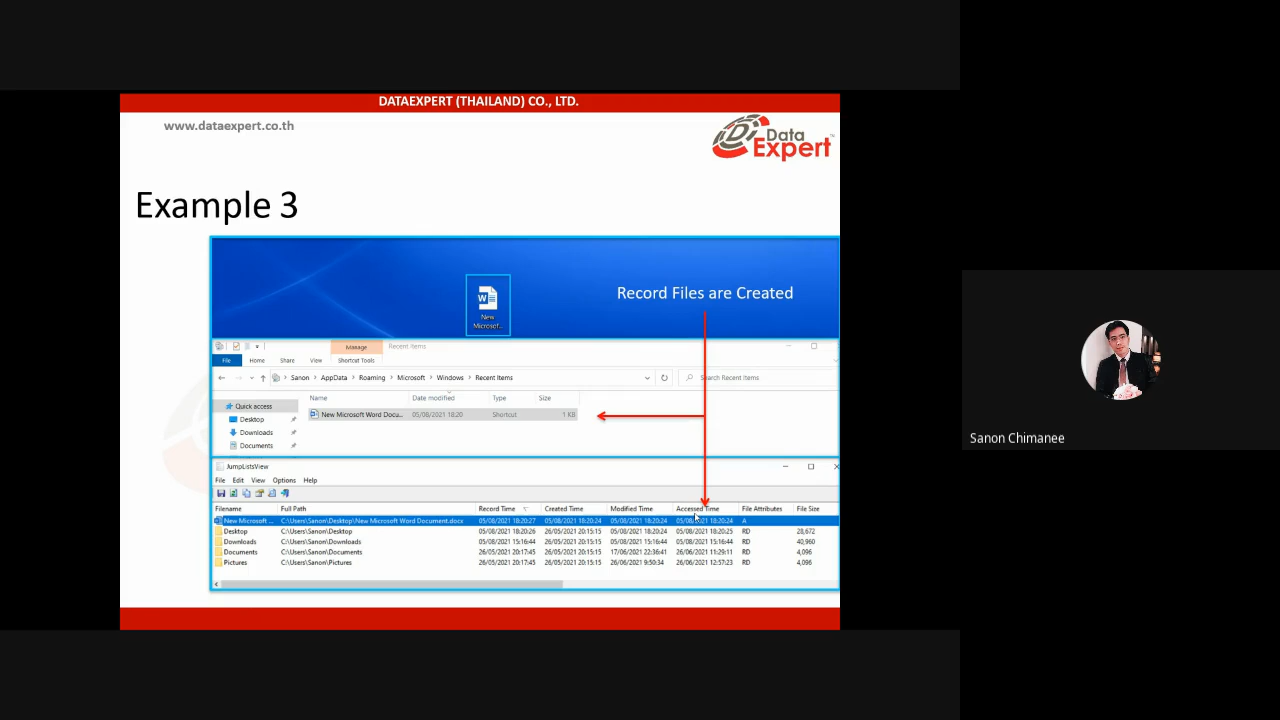 DATAEXPERT (THAILAND) CO., LTD.
www.dataexpert.co.th
Data Expert
Example 3
Record Files are Created
New Microsof...
Manage Recent Items
File Home Share View Shortcut Tools
Sanon AppData Roaming Microsoft Windows Recent Items Search Recent Items
Name Date modified Type Size
Quick access
New Microsoft Word Docu... 05/08/2021 18:20 Shortcut 1 KB
Desktop
Downloads
Documents
JumpListsView
File Edit View Options Help
Filename Full Path Record Time Created Time Modified Time Accessed Time File Attributes File Size
New Microsoft ... C:\Users\Sanon\Desktop\New Microsoft Word Document.docx 05/08/2021 18:20:27 05/08/2021 18:20:24 05/08/2021 18:20:24 05/08/2021 18:20:24 A
Desktop C:\Users\Sanon\Desktop 05/08/2021 18:20:26 26/05/2021 20:15:15 05/08/2021 18:20:24 05/08/2021 18:20:25 RD 28,672
Downloads C:\Users\Sanon\Downloads 05/08/2021 15:16:44 26/05/2021 20:15:15 05/08/2021 15:16:44 05/08/2021 15:16:44 RD 40,960
Documents C:\Users\Sanon\Documents 26/05/2021 20:17:45 26/05/2021 20:15:15 17/06/2021 22:36:41 26/06/2021 11:29:11 RD 4,096
Pictures C:\Users\Sanon\Pictures 26/05/2021 20:17:45 26/05/2021 20:15:15 26/06/2021 9:50:34 26/06/2021 12:57:23 RD 4,096
Sanon Chimanee